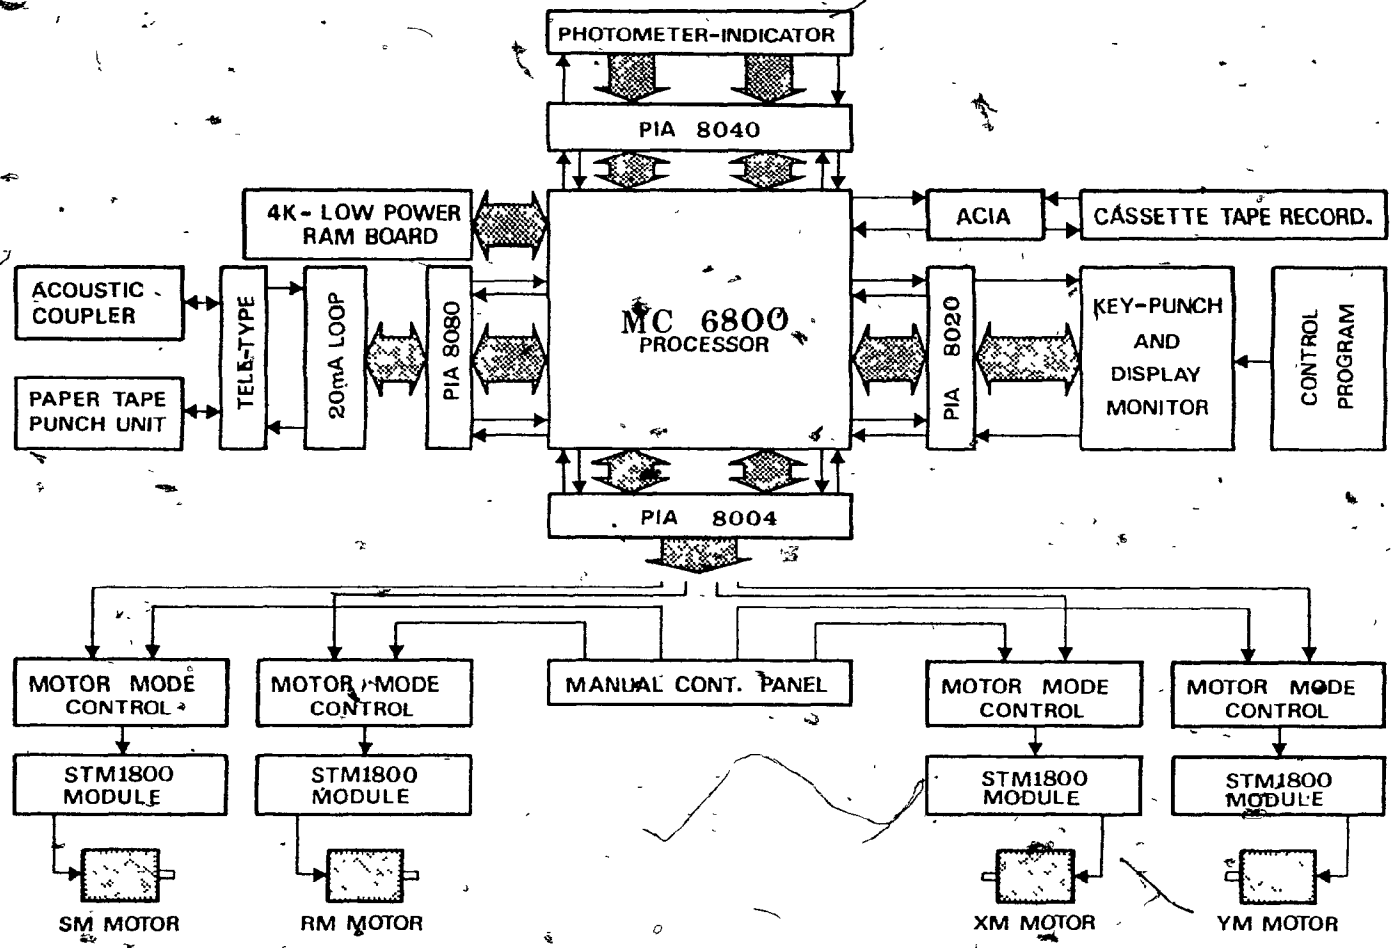 PHOTOMETER-INDICATOR
PIA 8040
4K- LOW POWER
RAM BOARD
ACIA
CASSETTE TAPE RECORD.
ACOUSTIC
COUPLER
PAPER TAPE
PUNCH UNIT
TELE-TYPE
20mA LOOP
PIA 8080
MC 6800
PROCESSOR
PIA 8020
KEY-PUNCH
AND
DISPLAY
MONITOR
CONTROL
PROGRAM
PIA 8004
MOTOR MODE
CONTROL
MOTOR MODE
CONTROL
MANUAL CONT. PANEL
MOTOR MODE
CONTROL
MOTOR MODE
CONTROL
STM1800
MODULE
STM1800
MODULE
STM1800
MODULE
STM1800
MODULE
SM MOTOR
RM MOTOR
XM MOTOR
YM MOTOR